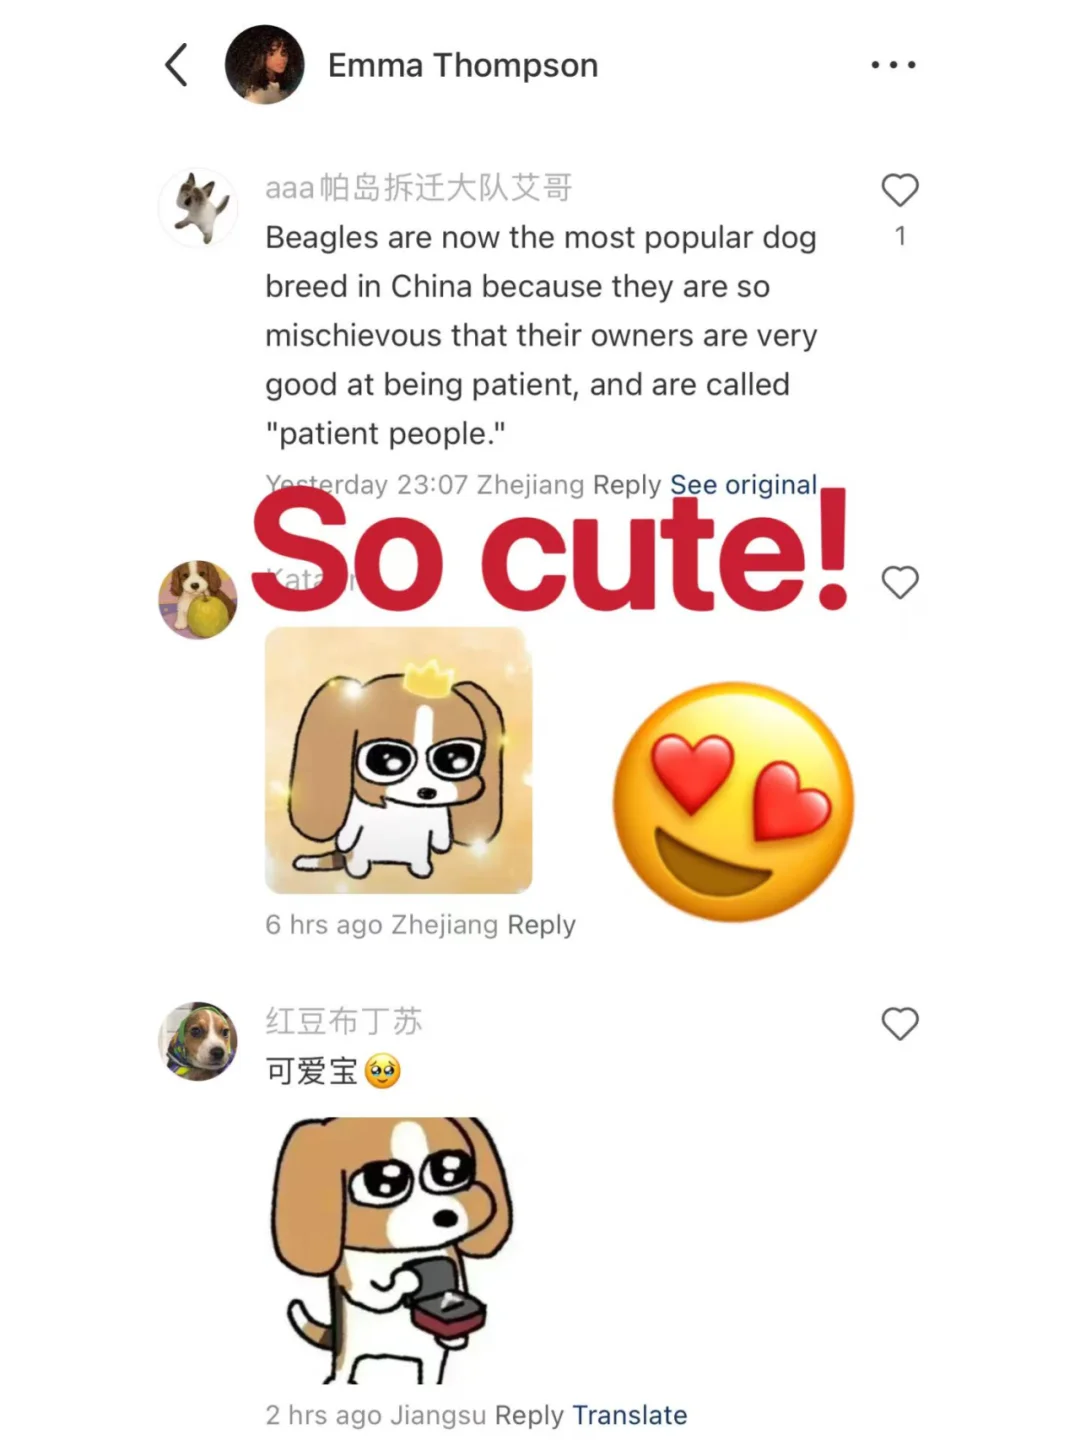 Emma Thompson
aaa帕岛拆迁大队艾哥
Beagles are now the most popular dog
breed in China because they are so
mischievous that their owners are very
good at being patient, and are called
"patient people."
1
Yesterday 23:07 Zhejiang Reply See original
So cute!
6 hrs ago Zhejiang Reply
红豆布丁苏
可爱宝🥹
2 hrs ago Jiangsu Reply Translate